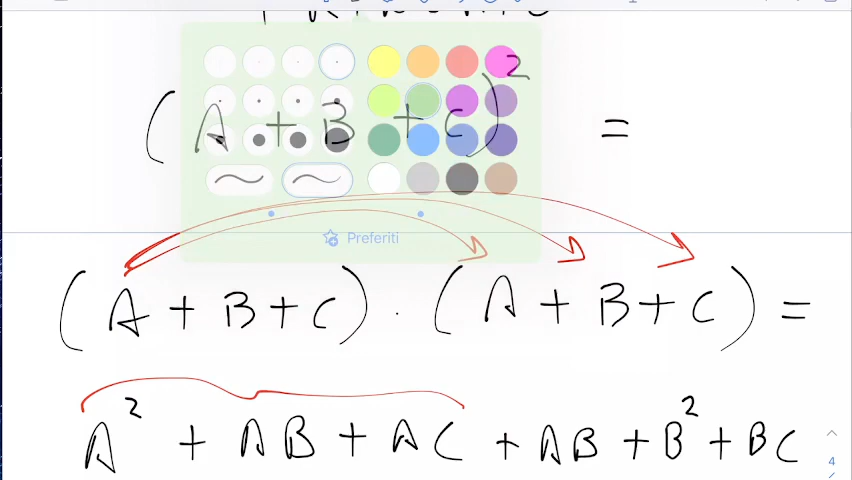 (A + B + C)² =
Preferiti
(A + B + C) · (A + B + C) =
A² + AB + AC + AB + B² + BC
4